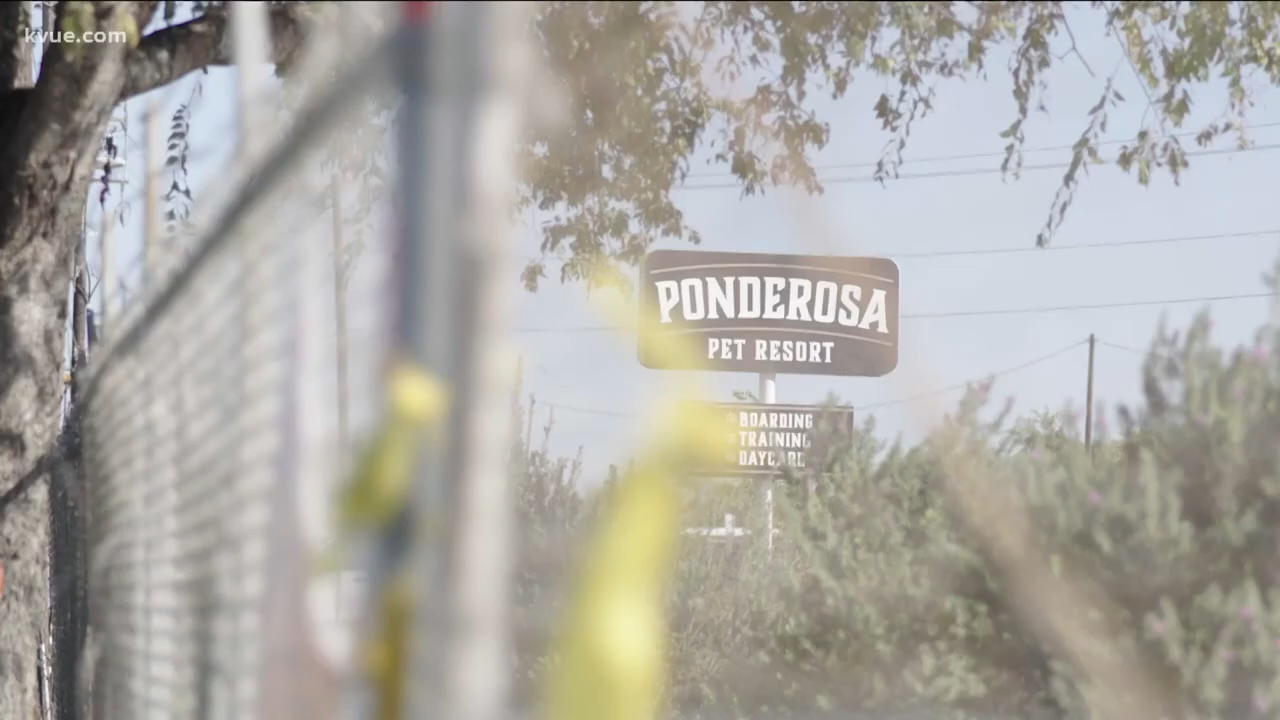 kvue.com
PONDEROSA
PET RESORT
BOARDING
TRAINING
DAYCARE